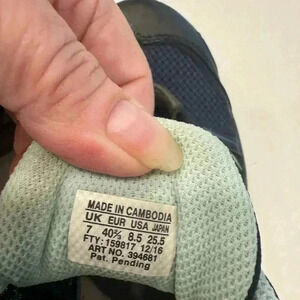 MADE IN CAMBODIA
UK EUR USA JAPAN
7 40⅔ 8.5 25.5
FTY: 159817 12/16
ART NO. 394681
Pat. Pending